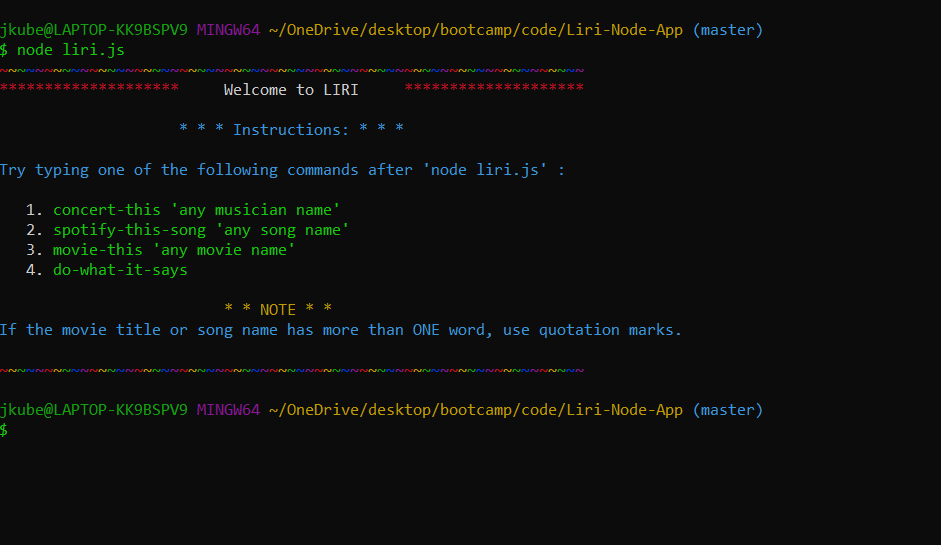 jkube@LAPTOP-KK9BSPV9 MINGW64 ~/OneDrive/desktop/bootcamp/code/Liri-Node-App (master)
$ node liri.js
~~~~~~~~~~~~~~~~~~~~~~~~~~~~~~~~~~~~~~~~~~~~~~~~~~~~~~~~~~~~~~~~~
******************** Welcome to LIRI ********************
* * * Instructions: * * *
Try typing one of the following commands after 'node liri.js' :
1. concert-this 'any musician name'
2. spotify-this-song 'any song name'
3. movie-this 'any movie name'
4. do-what-it-says
* * NOTE * *
If the movie title or song name has more than ONE word, use quotation marks.
~~~~~~~~~~~~~~~~~~~~~~~~~~~~~~~~~~~~~~~~~~~~~~~~~~~~~~~~~~~~~~~~~
jkube@LAPTOP-KK9BSPV9 MINGW64 ~/OneDrive/desktop/bootcamp/code/Liri-Node-App (master)
$